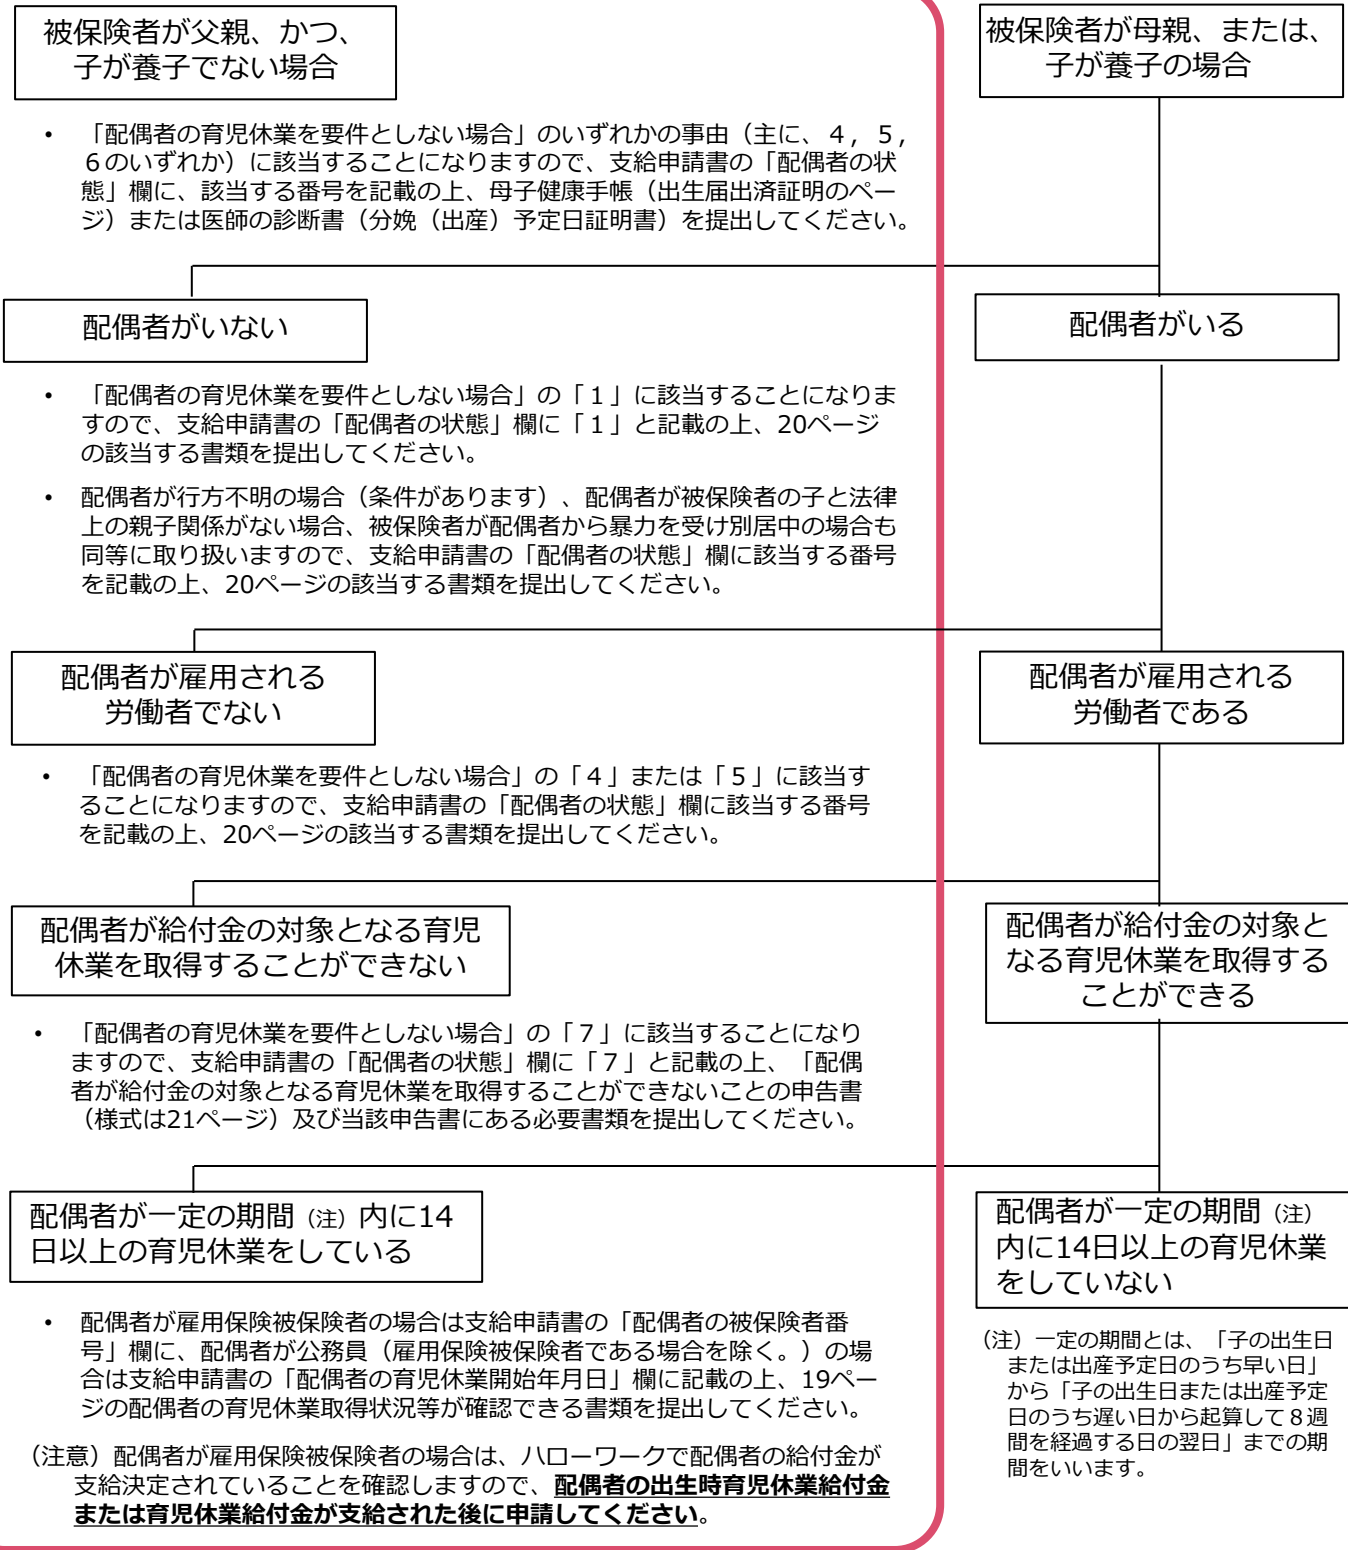 被保険者が父親、かつ、
子が養子でない場合
被保険者が母親、または、
子が養子の場合
• 「配偶者の育児休業を要件としない場合」のいずれかの事由（主に、４，５，
６のいずれか）に該当することになりますので、支給申請書の「配偶者の状
態」欄に、該当する番号を記載の上、母子健康手帳（出生届出済証明のペー
ジ）または医師の診断書（分娩（出産）予定日証明書）を提出してください。
配偶者がいない
配偶者がいる
• 「配偶者の育児休業を要件としない場合」の「１」に該当することになりま
すので、支給申請書の「配偶者の状態」欄に「１」と記載の上、20ページ
の該当する書類を提出してください。
• 配偶者が行方不明の場合（条件があります）、配偶者が被保険者の子と法律
上の親子関係がない場合、被保険者が配偶者から暴力を受け別居中の場合も
同等に取り扱いますので、支給申請書の「配偶者の状態」欄に該当する番号
を記載の上、20ページの該当する書類を提出してください。
配偶者が雇用される
労働者でない
配偶者が雇用される
労働者である
• 「配偶者の育児休業を要件としない場合」の「４」または「５」に該当す
ることになりますので、支給申請書の「配偶者の状態」欄に該当する番号
を記載の上、20ページの該当する書類を提出してください。
配偶者が給付金の対象となる育児
休業を取得することができない
配偶者が給付金の対象と
なる育児休業を取得する
ことができる
• 「配偶者の育児休業を要件としない場合」の「７」に該当することになり
ますので、支給申請書の「配偶者の状態」欄に「７」と記載の上、「配偶
者が給付金の対象となる育児休業を取得することができないことの申告書
（様式は21ページ）及び当該申告書にある必要書類を提出してください。
配偶者が一定の期間（注）内に14
日以上の育児休業をしている
配偶者が一定の期間（注）
内に14日以上の育児休業
をしていない
• 配偶者が雇用保険被保険者の場合は支給申請書の「配偶者の被保険者番
号」欄に、配偶者が公務員（雇用保険被保険者である場合を除く。）の場
合は支給申請書の「配偶者の育児休業開始年月日」欄に記載の上、19ペー
ジの配偶者の育児休業取得状況等が確認できる書類を提出してください。
（注意）配偶者が雇用保険被保険者の場合は、ハローワークで配偶者の給付金が
支給決定されていることを確認しますので、配偶者の出生時育児休業給付金
または育児休業給付金が支給された後に申請してください。
（注）一定の期間とは、「子の出生日
または出産予定日のうち早い日」
から「子の出生日または出産予定
日のうち遅い日から起算して８週
間を経過する日の翌日」までの期
間をいいます。